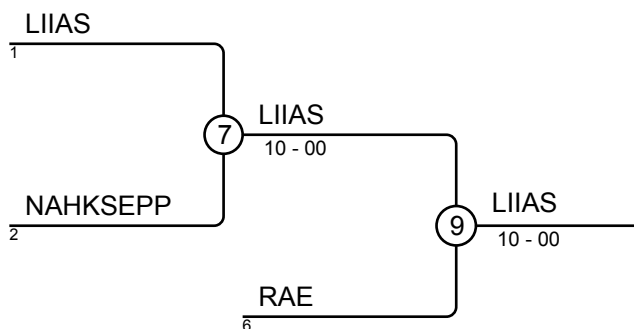 LIIAS
1
7
LIIAS
10 - 00
NAHKSEPP
2
9
LIIAS
10 - 00
RAE
6